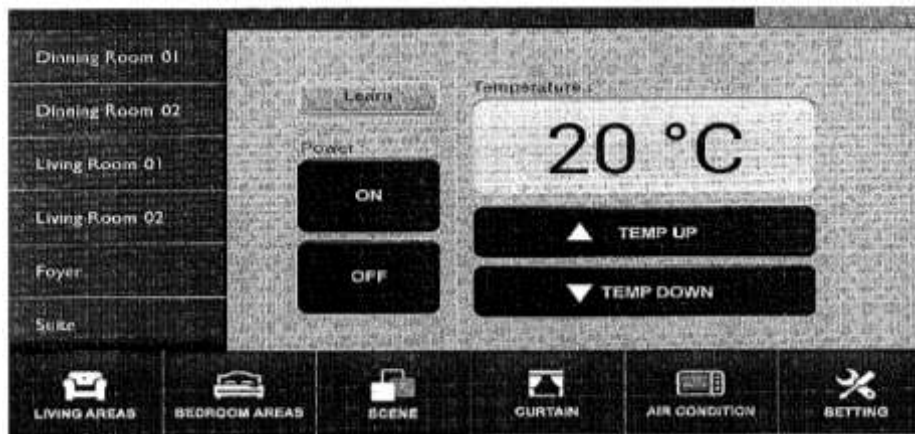 Dinning Room 01
Dinning Room 02
Living Room 01
Living Room 02
Foyer
Suite
Learn
Power :
ON
OFF
Temperature :
20 °C
TEMP UP
TEMP DOWN
LIVING AREAS
BEDROOM AREAS
SCENE
CURTAIN
AIR CONDITION
SETTING